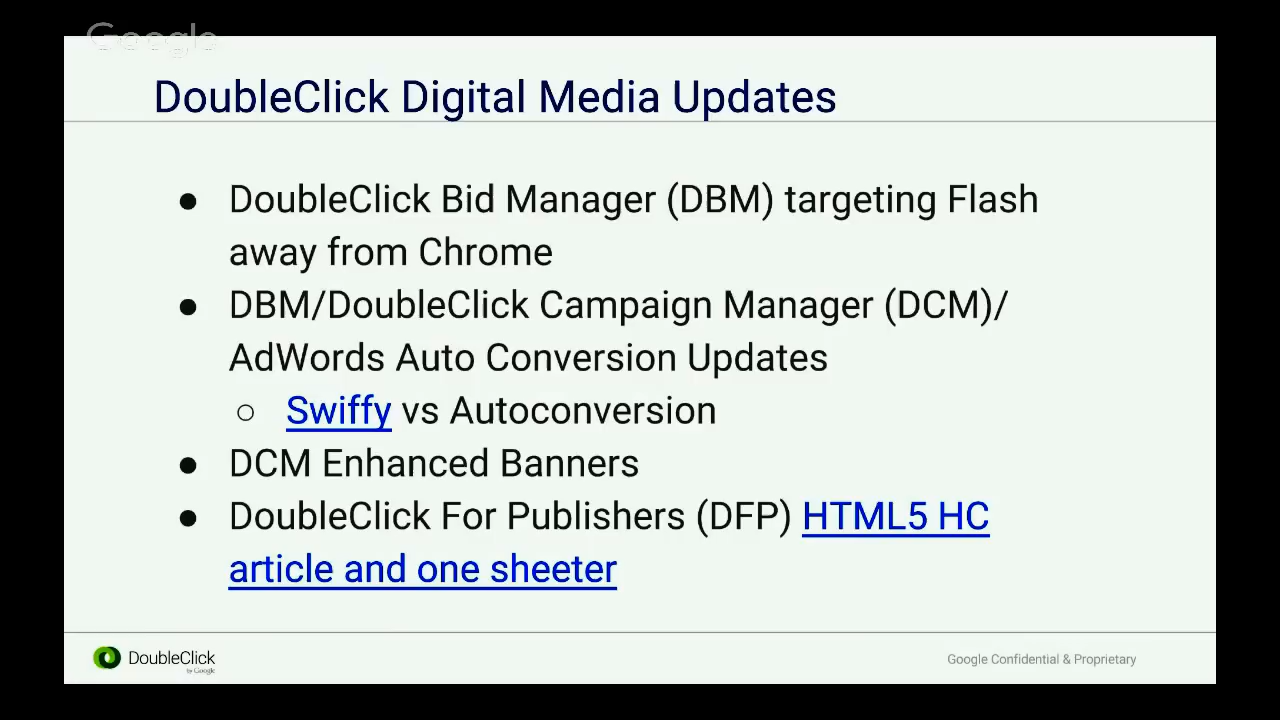 Google
DoubleClick Digital Media Updates
● DoubleClick Bid Manager (DBM) targeting Flash
away from Chrome
● DBM/DoubleClick Campaign Manager (DCM)/
AdWords Auto Conversion Updates
○ Swiffy vs Autoconversion
● DCM Enhanced Banners
● DoubleClick For Publishers (DFP) HTML5 HC
article and one sheeter
DoubleClick
by Google
Google Confidential & Proprietary